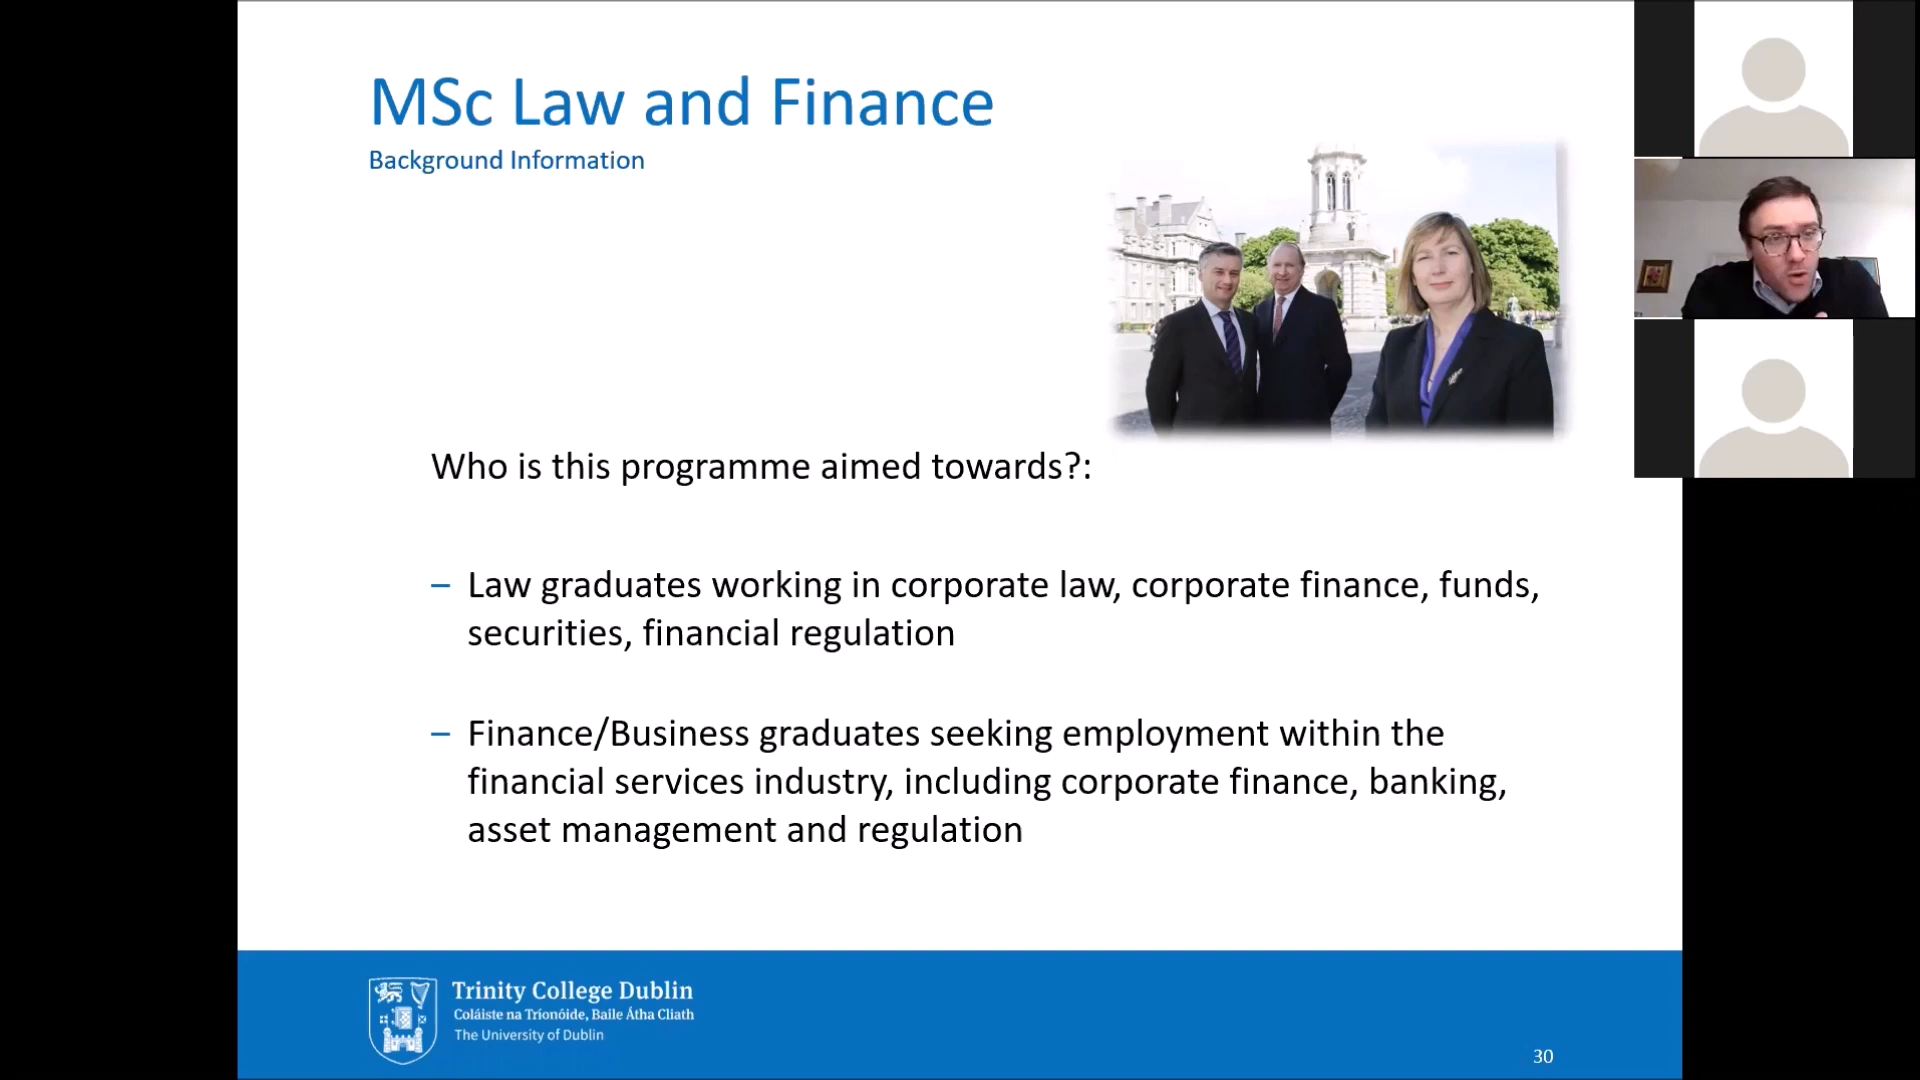 MSc Law and Finance
Background Information
Who is this programme aimed towards?:
– Law graduates working in corporate law, corporate finance, funds,
securities, financial regulation
– Finance/Business graduates seeking employment within the
financial services industry, including corporate finance, banking,
asset management and regulation
Trinity College Dublin
Coláiste na Tríonóide, Baile Átha Cliath
The University of Dublin
30